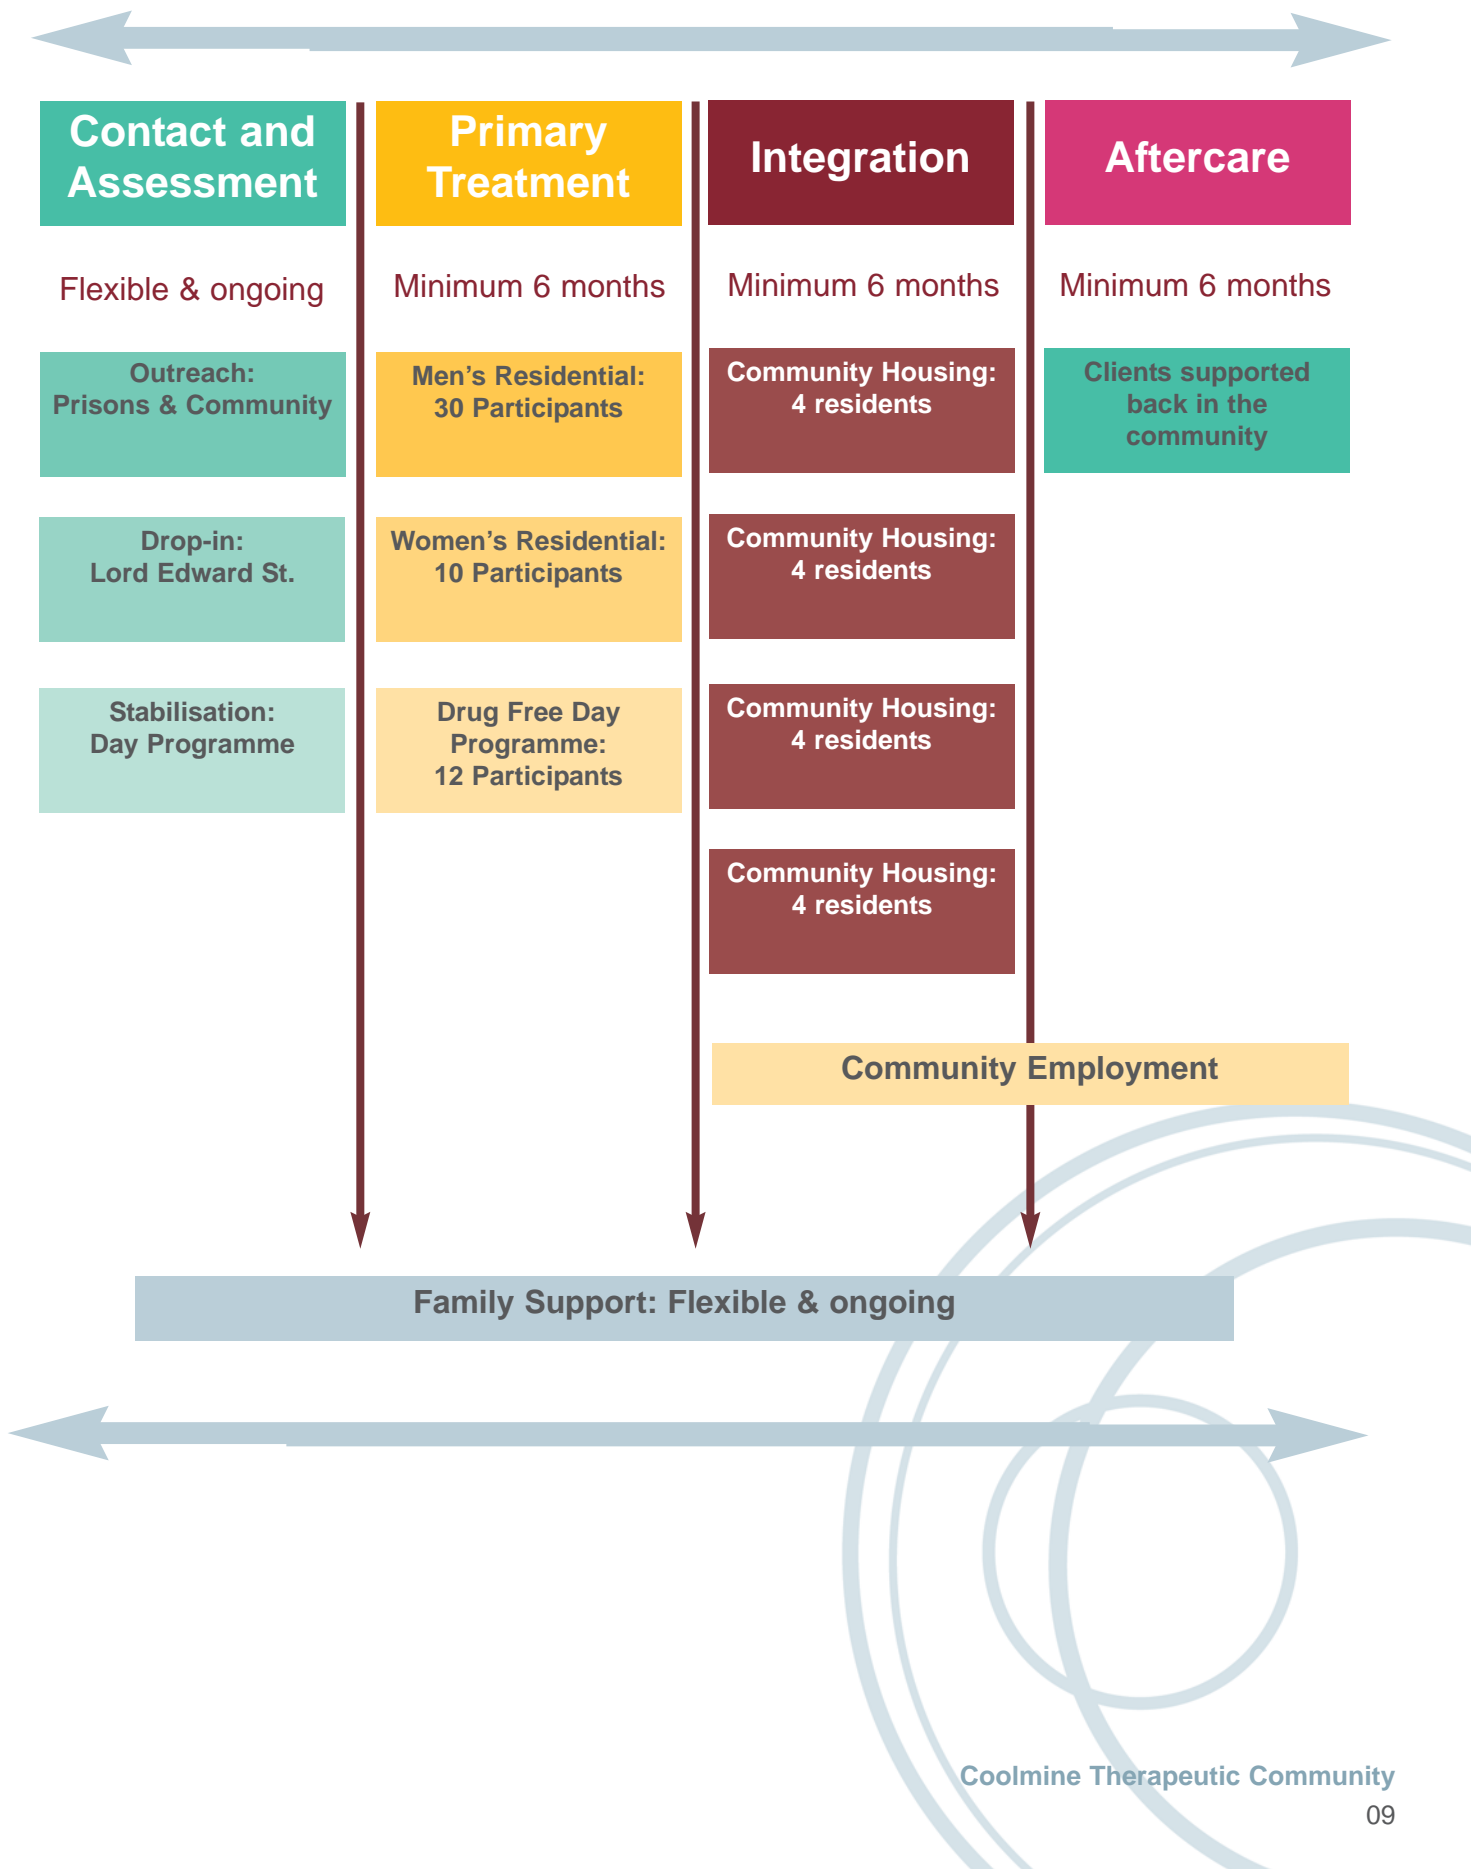 Contact and
Assessment
Flexible & ongoing
Outreach:
Prisons & Community
Drop-in:
Lord Edward St.
Stabilisation:
Day Programme
Primary
Treatment
Minimum 6 months
Men’s Residential:
30 Participants
Women’s Residential:
10 Participants
Drug Free Day
Programme:
12 Participants
Integration
Minimum 6 months
Community Housing:
4 residents
Community Housing:
4 residents
Community Housing:
4 residents
Community Housing:
4 residents
Aftercare
Minimum 6 months
Clients supported
back in the
community
Community Employment
Family Support: Flexible & ongoing
Coolmine Therapeutic Community
09